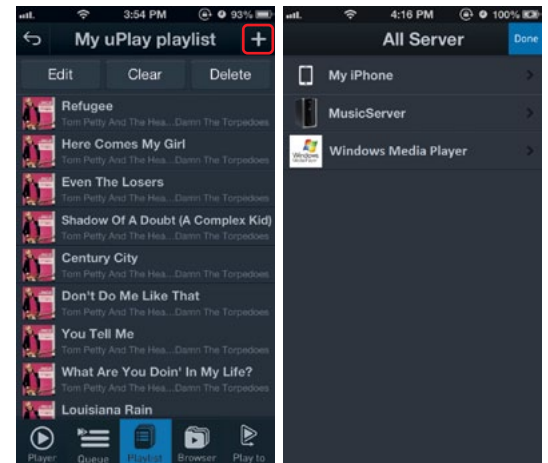 atl. 3:54 PM 93%
My uPlay playlist +
Edit Clear Delete
Refugee
Tom Petty And The Hea...Damn The Torpedoes
Here Comes My Girl
Tom Petty And The Hea...Damn The Torpedoes
Even The Losers
Tom Petty And The Hea...Damn The Torpedoes
Shadow Of A Doubt (A Complex Kid)
Tom Petty And The Hea...Damn The Torpedoes
Century City
Tom Petty And The Hea...Damn The Torpedoes
Don't Do Me Like That
Tom Petty And The Hea...Damn The Torpedoes
You Tell Me
Tom Petty And The Hea...Damn The Torpedoes
What Are You Doin' In My Life?
Tom Petty And The Hea...Damn The Torpedoes
Louisiana Rain
Player Queue Playlist Browser Play to
atl. 4:16 PM 100%
All Server Done
My iPhone
MusicServer
Windows Media Player